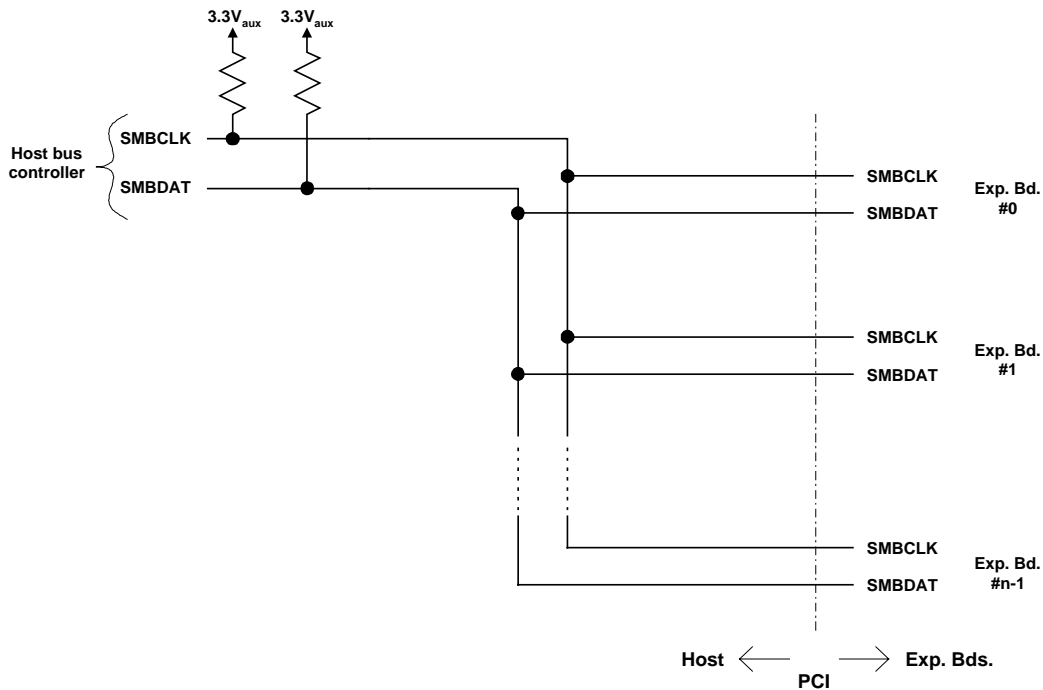 3.3Vaux 3.3Vaux
SMBCLK
Host bus
controller
SMBDAT
SMBCLK
Exp. Bd.
#0
SMBDAT
SMBCLK
Exp. Bd.
#1
SMBDAT
SMBCLK
Exp. Bd.
#n-1
SMBDAT
Host
Exp. Bds.
PCI